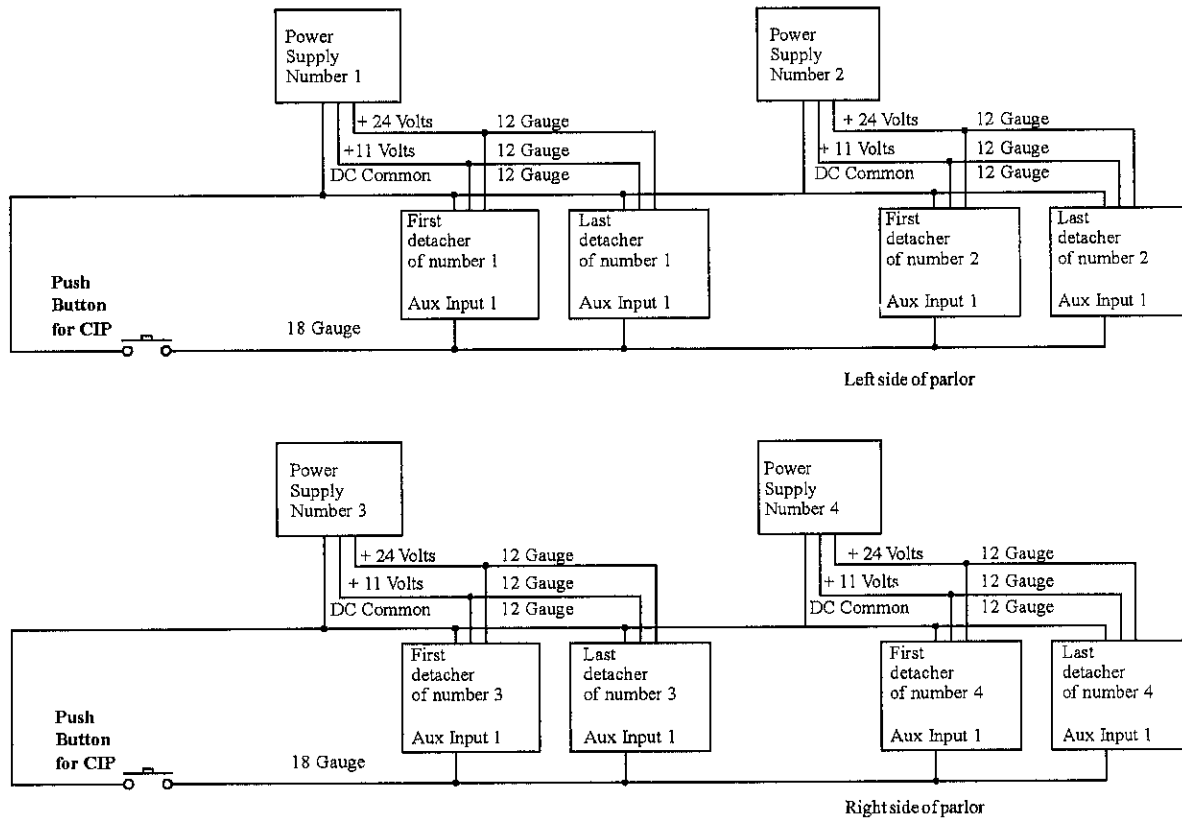 Power
Supply
Number 1
Power
Supply
Number 2
+ 24 Volts
12 Gauge
+11 Volts
12 Gauge
DC Common
12 Gauge
+ 24 Volts
12 Gauge
+ 11 Volts
12 Gauge
DC Common
12 Gauge
First
detacher
of number 1
Aux Input 1
Last
detacher
of number 1
Aux Input 1
First
detacher
of number 2
Aux Input 1
Last
detacher
of number 2
Aux Input 1
Push
Button
for CIP
18 Gauge
Left side of parlor
Power
Supply
Number 3
Power
Supply
Number 4
+ 24 Volts
12 Gauge
+ 11 Volts
12 Gauge
DC Common
12 Gauge
+ 24 Volts
12 Gauge
+ 11 Volts
12 Gauge
DC Common
12 Gauge
First
detacher
of number 3
Aux Input 1
Last
detacher
of number 3
Aux Input 1
First
detacher
of number 4
Aux Input 1
Last
detacher
of number 4
Aux Input 1
Push
Button
for CIP
18 Gauge
Right side of parlor